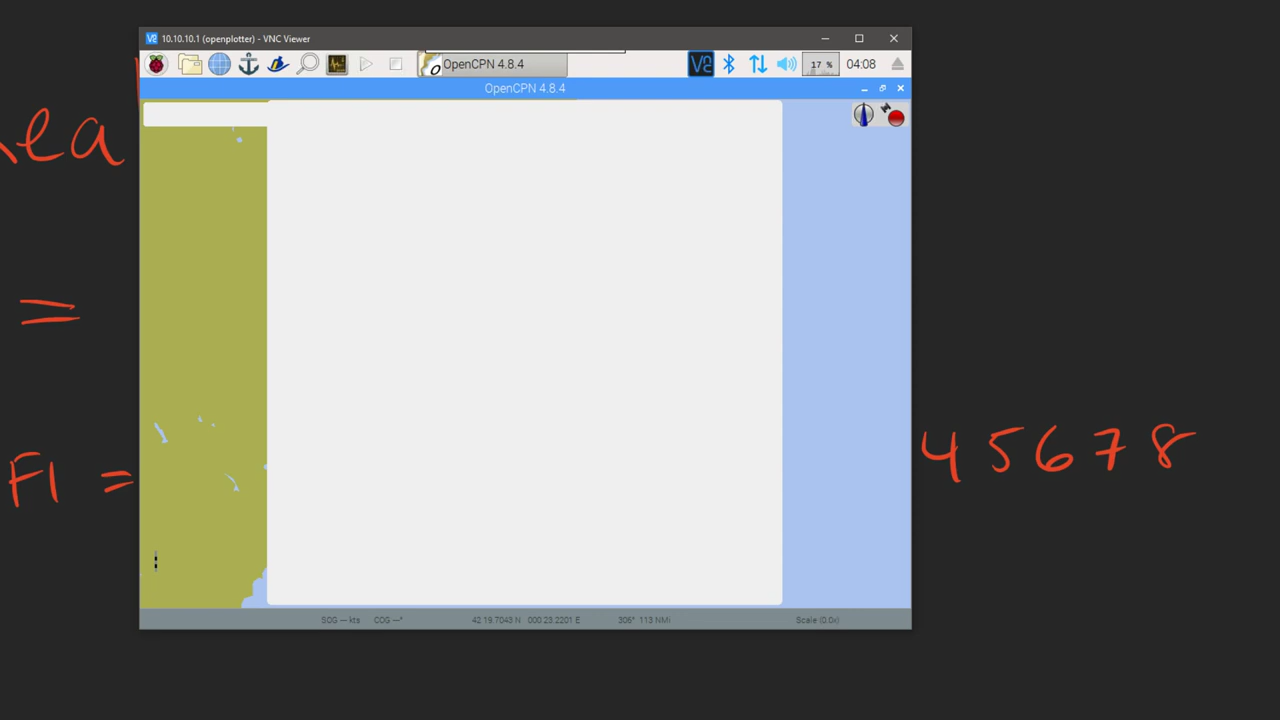 10.10.10.1 (openplotter) - VNC Viewer
OpenCPN 4.8.4
17 %
04:08
OpenCPN 4.8.4
ea
=
F1 =
45678
SOG --- kts COG ---° 42 19.7043 N 000 23.2201 E 306° 113 NMi Scale (0.0x)